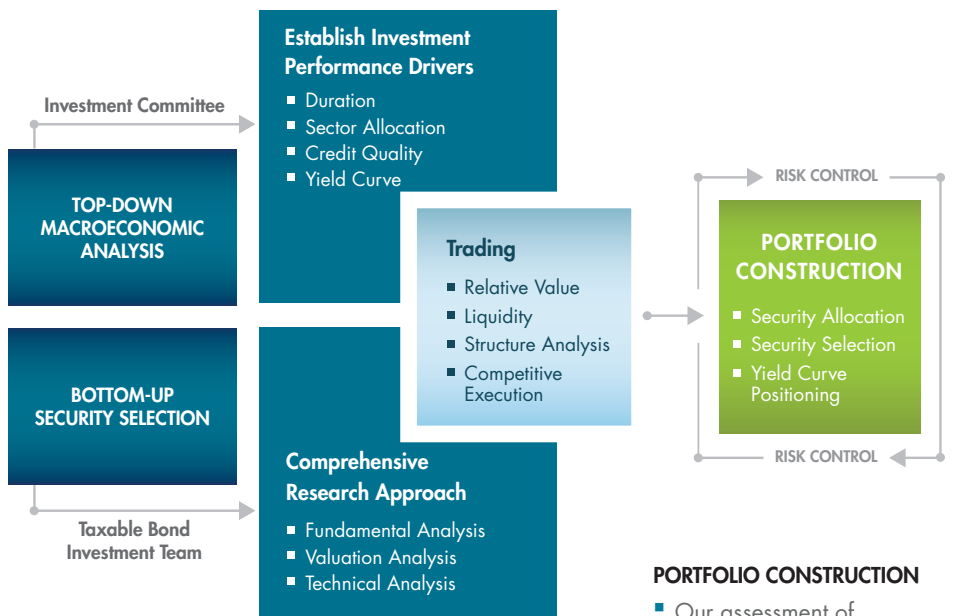 Investment Committee
TOP-DOWN
MACROECONOMIC
ANALYSIS
BOTTOM-UP
SECURITY SELECTION
Taxable Bond
Investment Team
Establish Investment
Performance Drivers
▪ Duration
▪ Sector Allocation
▪ Credit Quality
▪ Yield Curve
Trading
▪ Relative Value
▪ Liquidity
▪ Structure Analysis
▪ Competitive
Execution
Comprehensive
Research Approach
▪ Fundamental Analysis
▪ Valuation Analysis
▪ Technical Analysis
RISK CONTROL
PORTFOLIO
CONSTRUCTION
▪ Security Allocation
▪ Security Selection
▪ Yield Curve
Positioning
RISK CONTROL
PORTFOLIO CONSTRUCTION
▪ Our assessment of